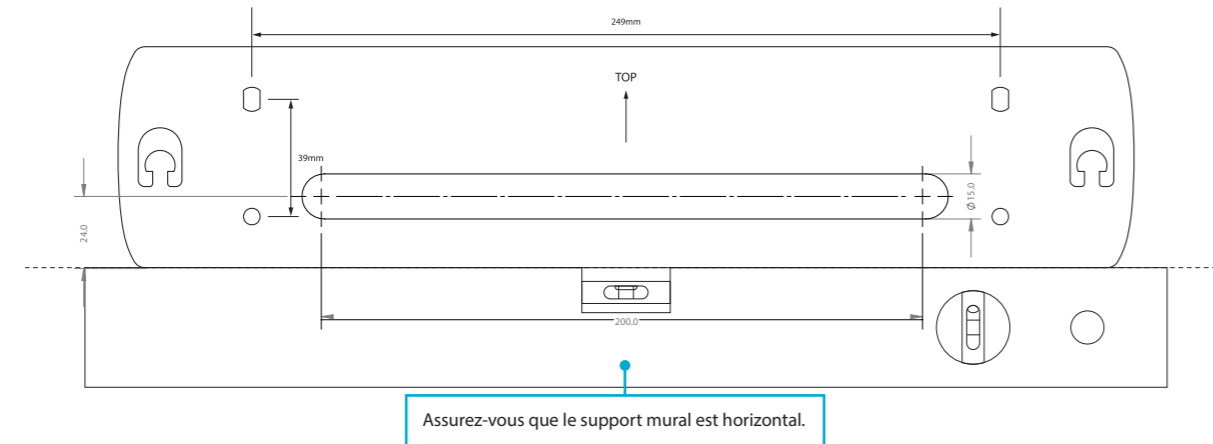 249mm
TOP
39mm
Ø 15.0
24.0
200.0
Assurez-vous que le support mural est horizontal.